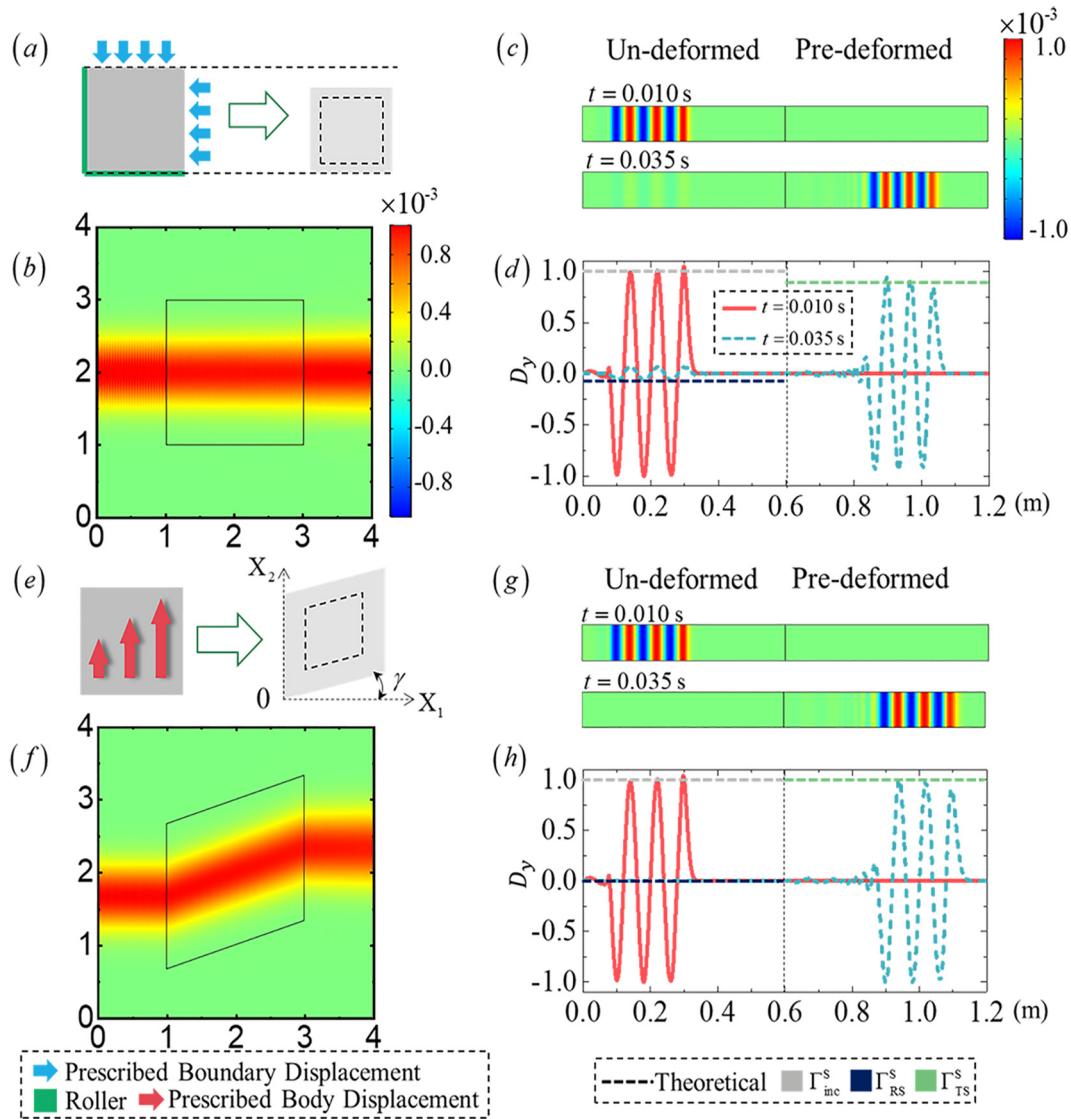 (a)
(c)
Un-deformed Pre-deformed
×10⁻³
1.0
-1.0
t = 0.010 s
t = 0.035 s
(b)
×10⁻³
0.8
0.4
0.0
-0.4
-0.8
4
3
2
1
0
0 1 2 3 4
(d)
D_y
1.0
0.5
0.0
-0.5
-1.0
t = 0.010 s
t = 0.035 s
0.0 0.2 0.4 0.6 0.8 1.0 1.2 (m)
(e)
X₂
γ
0
X₁
(g)
Un-deformed Pre-deformed
t = 0.010 s
t = 0.035 s
(f)
4
3
2
1
0
0 1 2 3 4
(h)
D_y
1.0
0.5
0.0
-0.5
-1.0
0.0 0.2 0.4 0.6 0.8 1.0 1.2 (m)
Prescribed Boundary Displacement
Roller Prescribed Body Displacement
Theoretical Γ^S_inc Γ^S_RS Γ^S_TS